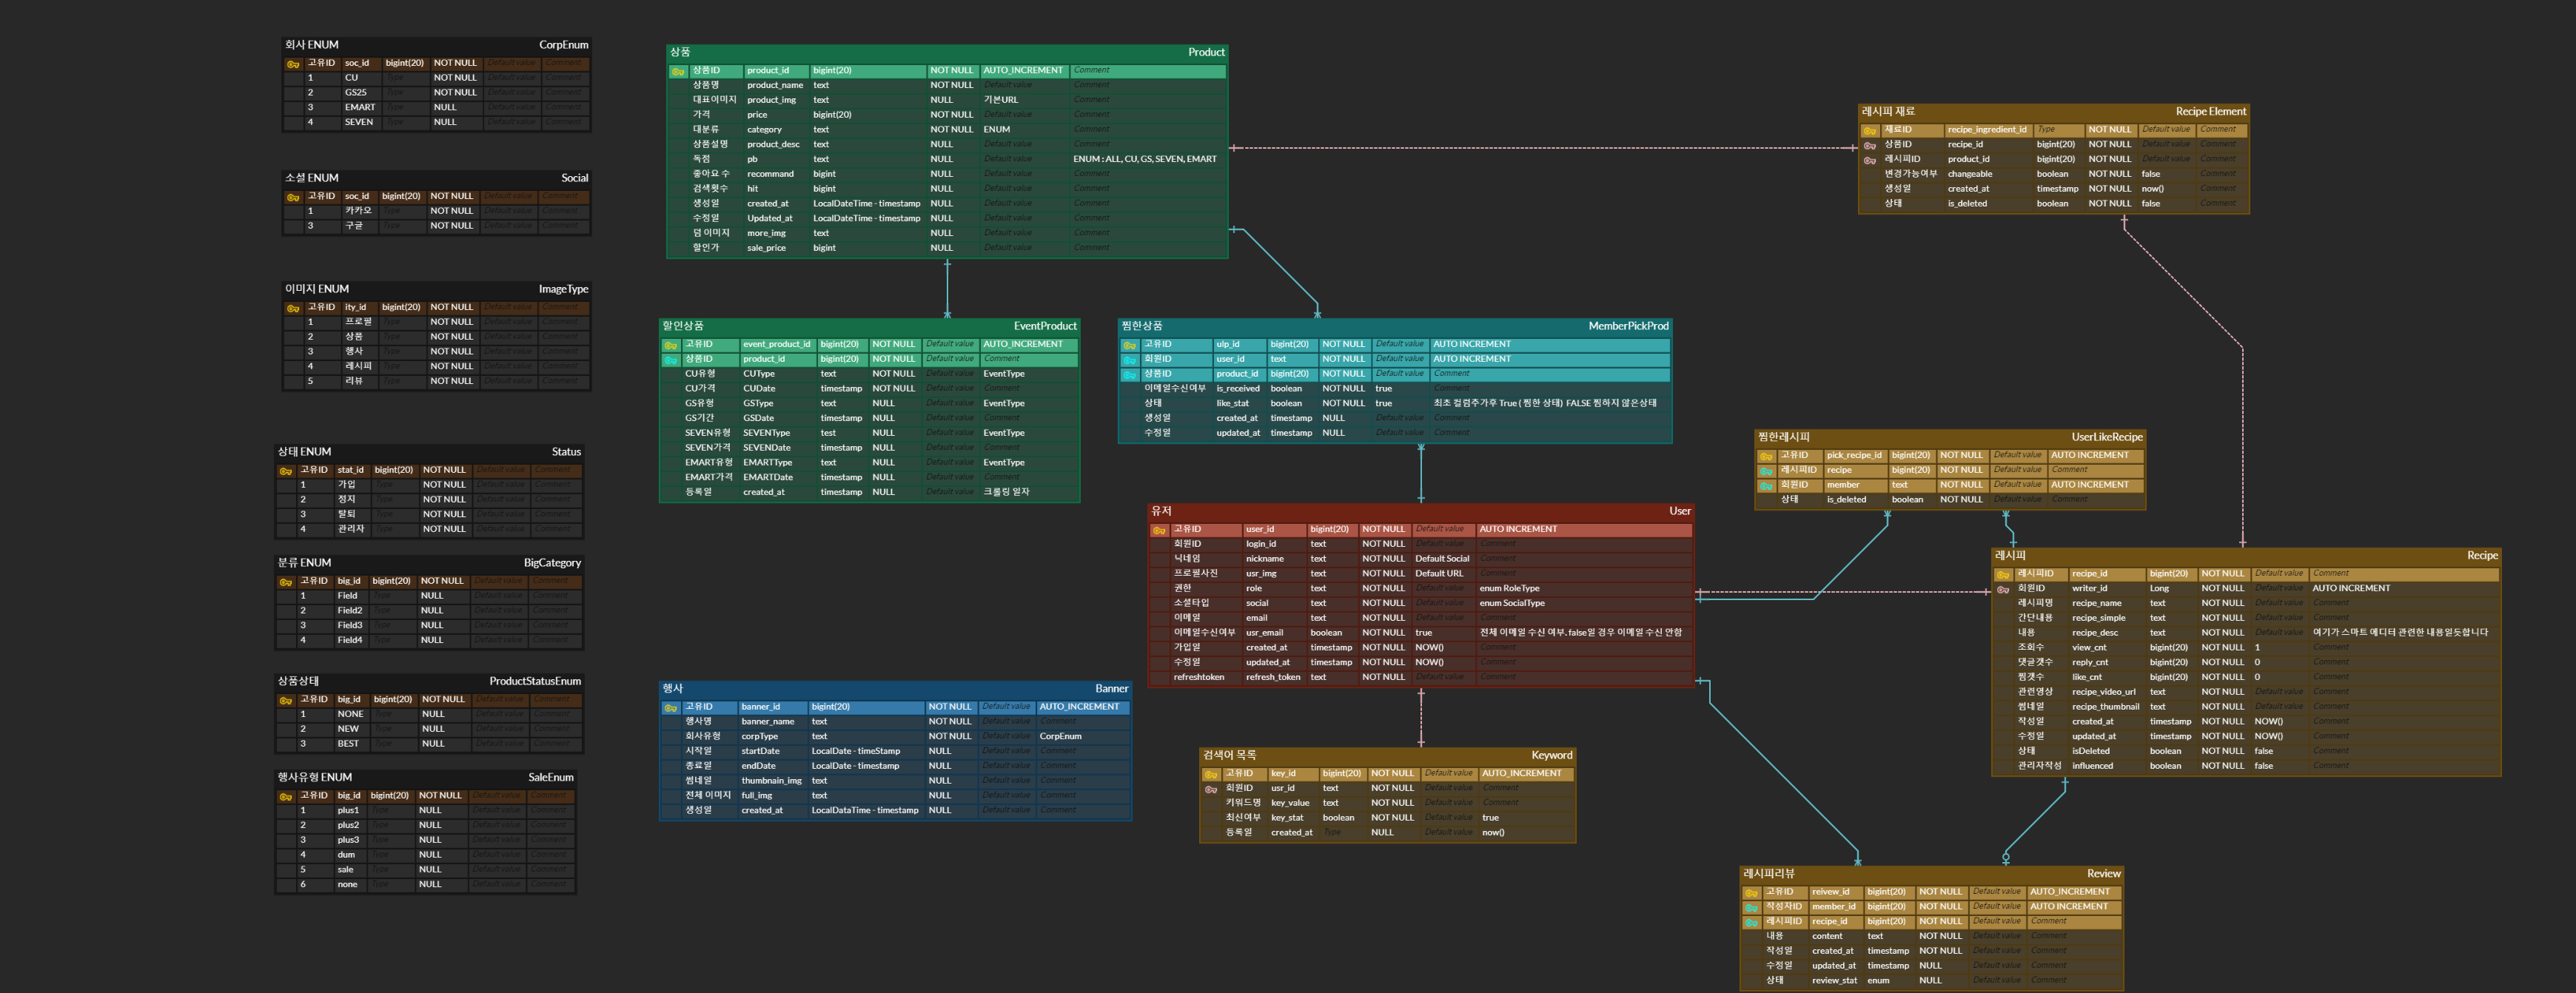 회사 ENUM CorpEnum
고유ID soc_id bigint(20) NOT NULL Default value Comment
1 CU Type NOT NULL Default value Comment
2 GS25 Type NOT NULL Default value Comment
3 EMART Type NULL Default value Comment
4 SEVEN Type NULL Default value Comment
소셜 ENUM Social
고유ID soc_id bigint(20) NOT NULL Default value Comment
1 카카오 Type NOT NULL Default value Comment
3 구글 Type NOT NULL Default value Comment
이미지 ENUM ImageType
고유ID ity_id bigint(20) NOT NULL Default value Comment
1 프로필 Type NOT NULL Default value Comment
2 상품 Type NOT NULL Default value Comment
3 행사 Type NOT NULL Default value Comment
4 레시피 Type NOT NULL Default value Comment
5 리뷰 Type NOT NULL Default value Comment
상태 ENUM Status
고유ID stat_id bigint(20) NOT NULL Default value Comment
1 가입 Type NOT NULL Default value Comment
2 정지 Type NOT NULL Default value Comment
3 탈퇴 Type NOT NULL Default value Comment
4 관리자 Type NOT NULL Default value Comment
분류 ENUM BigCategory
고유ID big_id bigint(20) NOT NULL Default value Comment
1 Field Type NULL Default value Comment
2 Field2 Type NULL Default value Comment
3 Field3 Type NULL Default value Comment
4 Field4 Type NULL Default value Comment
상품상태 ProductStatusEnum
고유ID big_id bigint(20) NOT NULL Default value Comment
1 NONE Type NULL Default value Comment
2 NEW Type NULL Default value Comment
3 BEST Type NULL Default value Comment
행사유형 ENUM SaleEnum
고유ID big_id bigint(20) NOT NULL Default value Comment
1 plus1 Type NULL Default value Comment
2 plus2 Type NULL Default value Comment
3 plus3 Type NULL Default value Comment
4 dum Type NULL Default value Comment
5 sale Type NULL Default value Comment
6 none Type NULL Default value Comment
상품 Product
상품ID product_id bigint(20) NOT NULL AUTO_INCREMENT Comment
상품명 product_name text NOT NULL Default value Comment
대표이미지 product_img text NULL 기본URL Comment
가격 price bigint(20) NOT NULL Default value Comment
대분류 category text NOT NULL ENUM Comment
상품설명 product_desc text NULL Default value Comment
독점 pb text NULL Default value ENUM : ALL, CU, GS, SEVEN, EMART
좋아요 수 recommand bigint NULL Default value Comment
검색횟수 hit bigint NULL Default value Comment
생성일 created_at LocalDateTime - timestamp NULL Default value Comment
수정일 Updated_at LocalDateTime - timestamp NULL Default value Comment
덤 이미지 more_img text NULL Default value Comment
할인가 sale_price bigint NULL Default value Comment
할인상품 EventProduct
고유ID event_product_id bigint(20) NOT NULL Default value AUTO_INCREMENT
상품ID product_id bigint(20) NOT NULL Default value Comment
CU유형 CUType text NOT NULL Default value EventType
CU가격 CUDate timestamp NOT NULL Default value Comment
GS유형 GSType text NULL Default value EventType
GS기간 GSDate timestamp NULL Default value Comment
SEVEN유형 SEVENType test NULL Default value EventType
SEVEN가격 SEVENDate timestamp NULL Default value Comment
EMART유형 EMARTType text NULL Default value EventType
EMART가격 EMARTDate timestamp NULL Default value Comment
등록일 created_at timestamp NULL Default value 크롤링 일자
찜한상품 MemberPickProd
고유ID ulp_id bigint(20) NOT NULL Default value AUTO INCREMENT
회원ID user_id text NOT NULL Default value AUTO INCREMENT
상품ID product_id bigint(20) NOT NULL Default value Comment
이메일수신여부 is_received boolean NOT NULL true Comment
상태 like_stat boolean NOT NULL true 최초 컬럼추가후 True ( 찜한 상태) FALSE 찜하지 않은상태
생성일 created_at timestamp NULL Default value Comment
수정일 updated_at timestamp NULL Default value Comment
유저 User
고유ID user_id bigint(20) NOT NULL Default value AUTO INCREMENT
회원ID login_id text NOT NULL Default value Comment
닉네임 nickname text NOT NULL Default Social Comment
프로필사진 usr_img text NOT NULL Default URL Comment
권한 role text NOT NULL Default value enum RoleType
소셜타입 social text NOT NULL Default value enum SocialType
이메일 email text NOT NULL Default value Comment
이메일수신여부 usr_email boolean NOT NULL true 전체 이메일 수신 여부. false일 경우 이메일 수신 안함
가입일 created_at timestamp NOT NULL NOW() Comment
수정일 updated_at timestamp NOT NULL NOW() Comment
refreshtoken refresh_token text NOT NULL Default value Comment
행사 Banner
고유ID banner_id bigint(20) NOT NULL Default value AUTO_INCREMENT
행사명 banner_name text NOT NULL Default value Comment
회사유형 corpType text NOT NULL Default value CorpEnum
시작일 startDate LocalDate - timeStamp NULL Default value Comment
종료일 endDate LocalDate - timestamp NULL Default value Comment
썸네일 thumbnain_img text NULL Default value Comment
전체 이미지 full_img text NULL Default value Comment
생성일 created_at LocalDataTime - timestamp NULL Default value Comment
검색어 목록 Keyword
고유ID key_id bigint(20) NOT NULL Default value AUTO_INCREMENT
회원ID usr_id text NOT NULL Default value Comment
키워드명 key_value text NOT NULL Default value Comment
최신여부 key_stat boolean NOT NULL Default value true
등록일 created_at Type NULL Default value now()
레시피 재료 Recipe Element
재료ID recipe_ingredient_id Type NOT NULL Default value Comment
상품ID recipe_id bigint(20) NOT NULL Default value Comment
레시피ID product_id bigint(20) NOT NULL Default value Comment
변경가능여부 changeable boolean NOT NULL false Comment
생성일 created_at timestamp NOT NULL now() Comment
상태 is_deleted boolean NOT NULL false Comment
찜한레시피 UserLikeRecipe
고유ID pick_recipe_id bigint(20) NOT NULL Default value AUTO INCREMENT
레시피ID recipe bigint(20) NOT NULL Default value Comment
회원ID member text NOT NULL Default value AUTO INCREMENT
상태 is_deleted boolean NOT NULL Default value Comment
레시피 Recipe
레시피ID recipe_id bigint(20) NOT NULL Default value Comment
회원ID writer_id Long NOT NULL Default value AUTO INCREMENT
레시피명 recipe_name text NOT NULL Default value Comment
간단내용 recipe_simple text NOT NULL Default value Comment
내용 recipe_desc text NOT NULL Default value 여기가 스마트 에디터 관련한 내용일듯합니다
조회수 view_cnt bigint(20) NOT NULL 1 Comment
댓글갯수 reply_cnt bigint(20) NOT NULL 0 Comment
찜갯수 like_cnt bigint(20) NOT NULL 0 Comment
관련영상 recipe_video_url text NOT NULL Default value Comment
썸네일 recipe_thumbnail text NOT NULL Default value Comment
작성일 created_at timestamp NOT NULL NOW() Comment
수정일 updated_at timestamp NOT NULL NOW() Comment
상태 isDeleted boolean NOT NULL false Comment
관리자작성 influenced boolean NOT NULL false Comment
레시피리뷰 Review
고유ID reivew_id bigint(20) NOT NULL Default value AUTO_INCREMENT
작성자ID member_id bigint(20) NOT NULL Default value AUTO INCREMENT
레시피ID recipe_id bigint(20) NOT NULL Default value Comment
내용 content text NOT NULL Default value Comment
작성일 created_at timestamp NOT NULL Default value Comment
수정일 updated_at timestamp NULL Default value Comment
상태 review_stat enum NULL Default value Comment